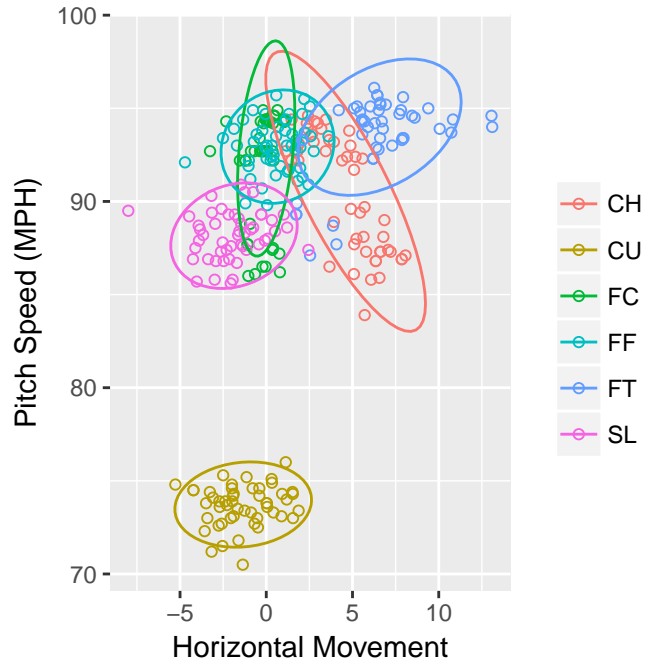 100
90
80
70
−5
0
5
10
Pitch Speed (MPH)
Horizontal Movement
CH
CU
FC
FF
FT
SL